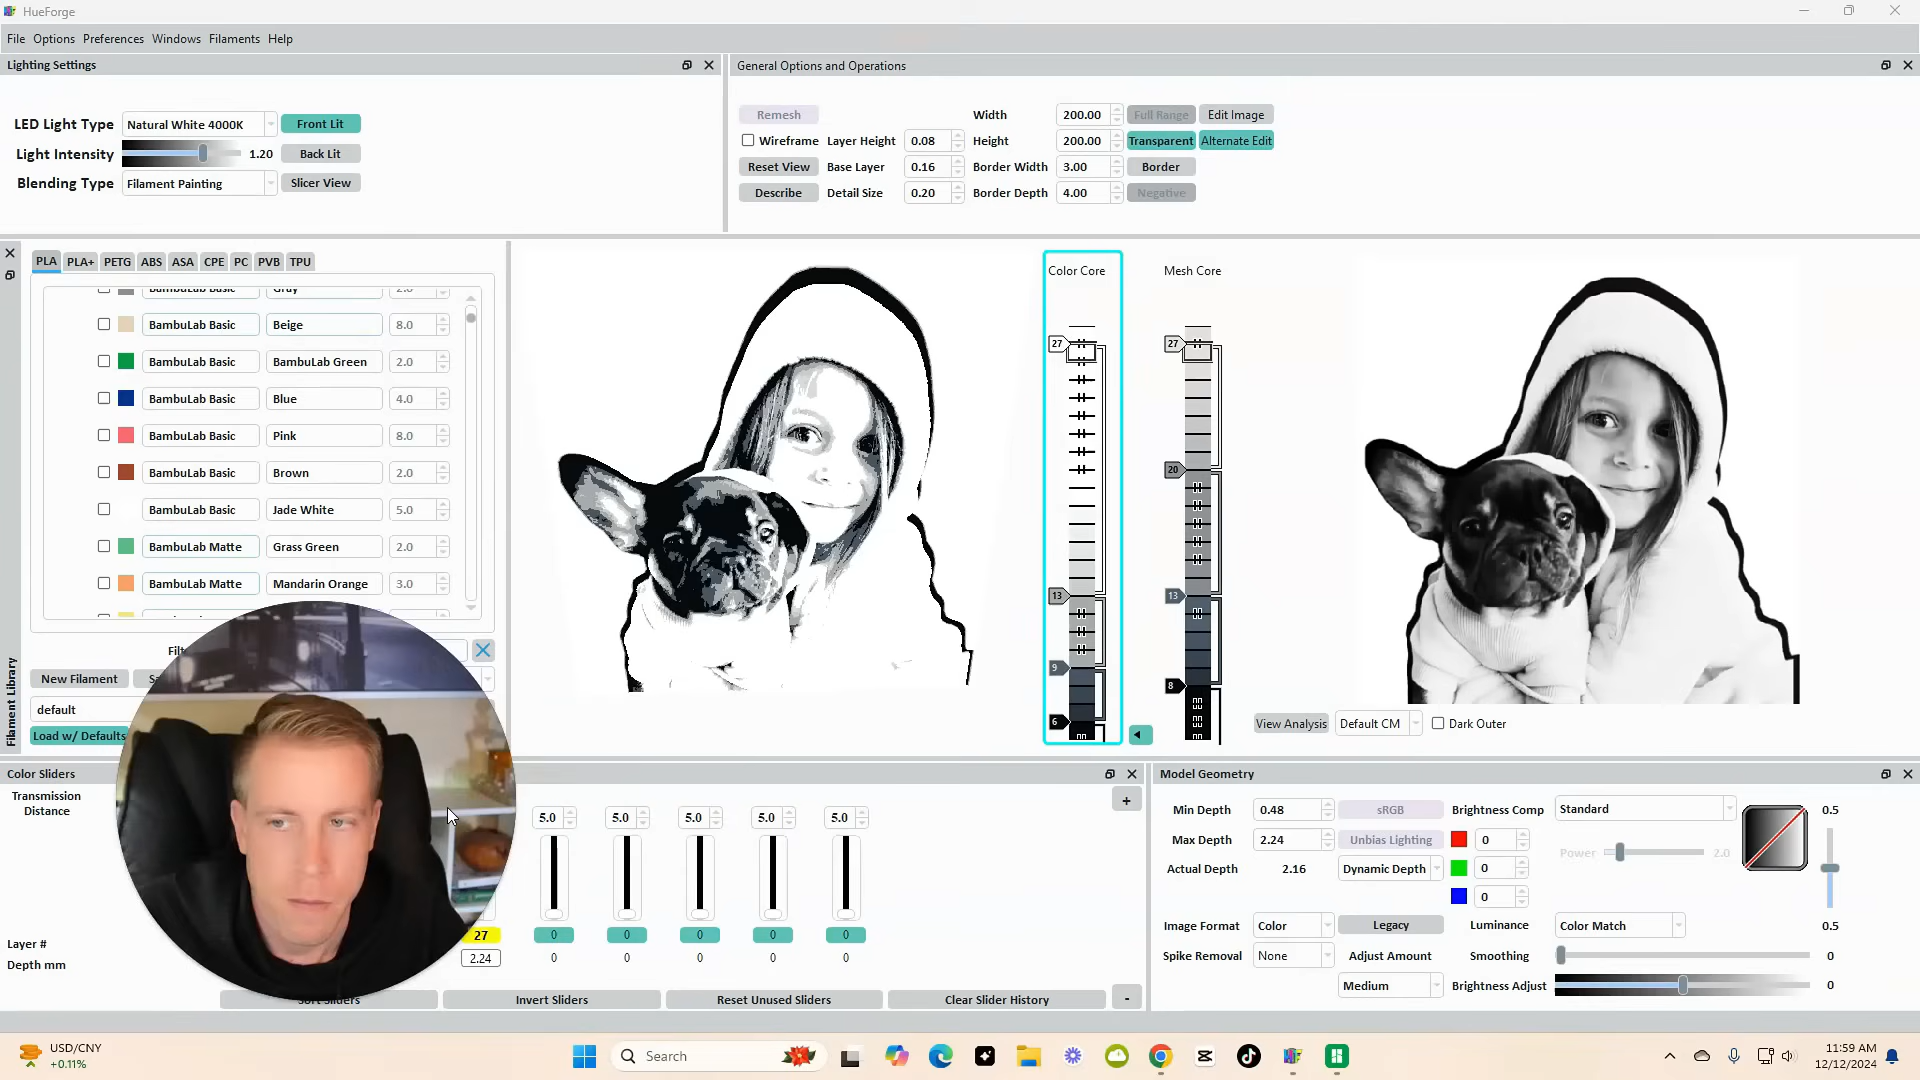 HueForge
File Options Preferences Windows Filaments Help
Lighting Settings
General Options and Operations
LED Light Type Natural White 4000K Front Lit
Light Intensity 1.20 Back Lit
Blending Type Filament Painting Slicer View
Remesh Width 200.00 Full Range Edit Image
Wireframe Layer Height 0.08 Height 200.00 Transparent Alternate Edit
Reset View Base Layer 0.16 Border Width 3.00 Border
Describe Detail Size 0.20 Border Depth 4.00 Negative
PLA PLA+ PETG ABS ASA CPE PC PVB TPU
BambuLab Basic Gray 2.0
BambuLab Basic Beige 8.0
BambuLab Basic BambuLab Green 2.0
BambuLab Basic Blue 4.0
BambuLab Basic Pink 8.0
BambuLab Basic Brown 2.0
BambuLab Basic Jade White 5.0
BambuLab Matte Grass Green 2.0
BambuLab Matte Mandarin Orange 3.0
New Filament
default
Load w/ Defaults
Filament Library
Color Core
27
13
9
6
Mesh Core
27
20
13
8
View Analysis Default CM Dark Outer
Color Sliders
Transmission
Distance
5.0 5.0 5.0 5.0 5.0
+
Layer # 27 0 0 0 0 0
Depth mm 2.24 0 0 0 0 0
Sort Sliders Invert Sliders Reset Unused Sliders Clear Slider History -
Model Geometry
Min Depth 0.48 sRGB Brightness Comp Standard 0.5
Max Depth 2.24 Unbias Lighting 0 Power 2.0
Actual Depth 2.16 Dynamic Depth 0
0
Image Format Color Legacy Luminance Color Match 0.5
Spike Removal None Adjust Amount Smoothing 0
Medium Brightness Adjust 0
USD/CNY
+0.11%
Search
11:59 AM
12/12/2024